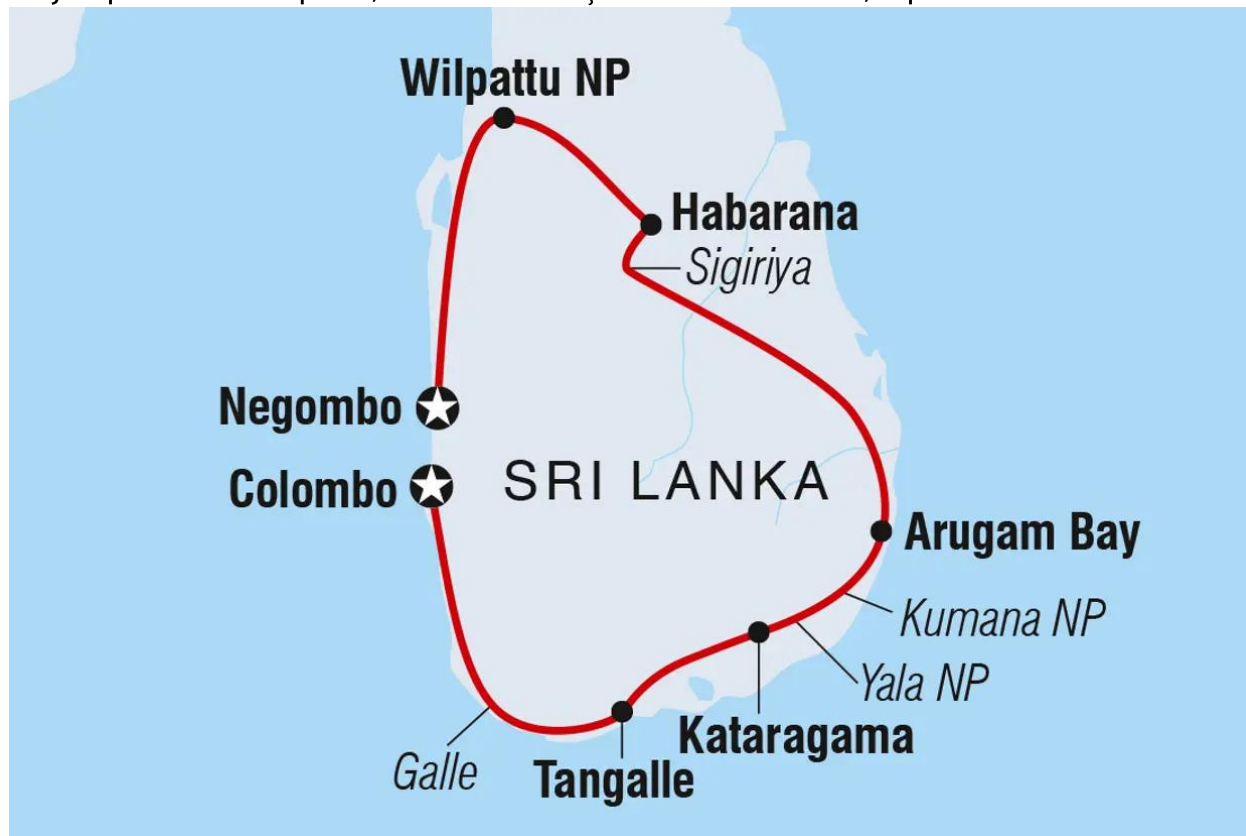 Wilpattu NP
Habarana
Sigiriya
Negombo
Colombo
SRI LANKA
Arugam Bay
Kumana NP
Yala NP
Kataragama
Galle
Tangalle